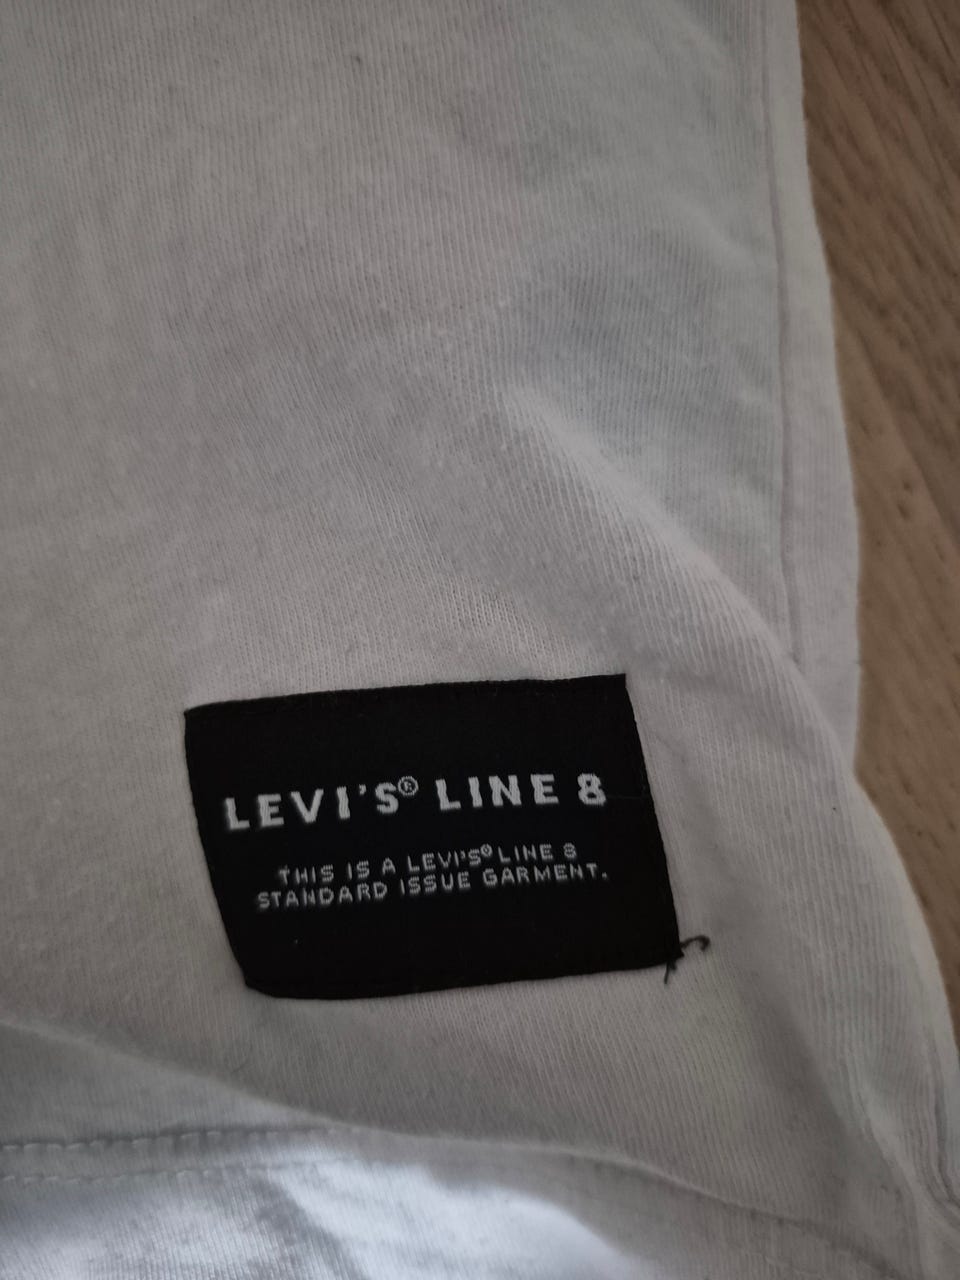 LEVI'S® LINE 8
THIS IS A LEVI'S® LINE 8
STANDARD ISSUE GARMENT.